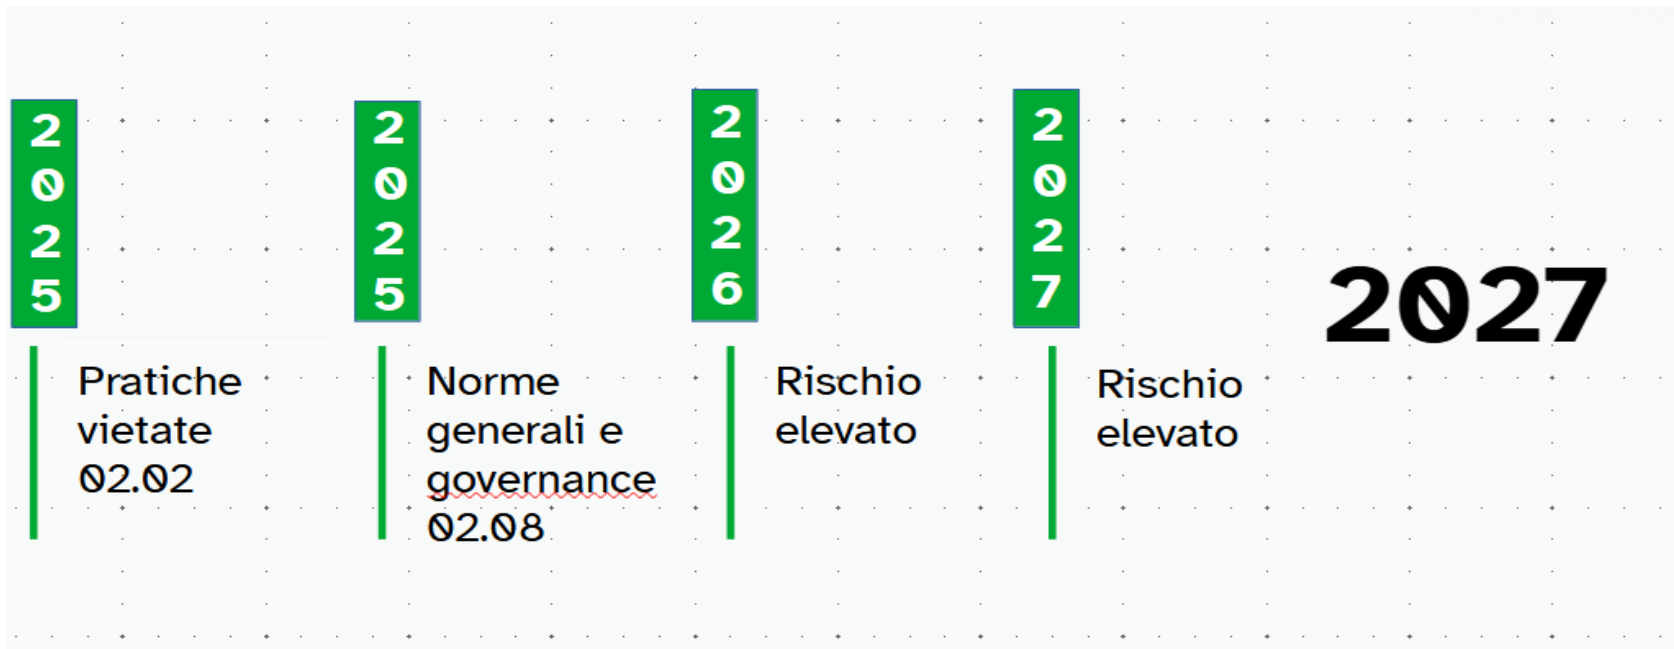 2025
2025
2026
2027
2027
Pratiche
vietate
02.02
Norme
generali e
governance
02.08
Rischio
elevato
Rischio
elevato